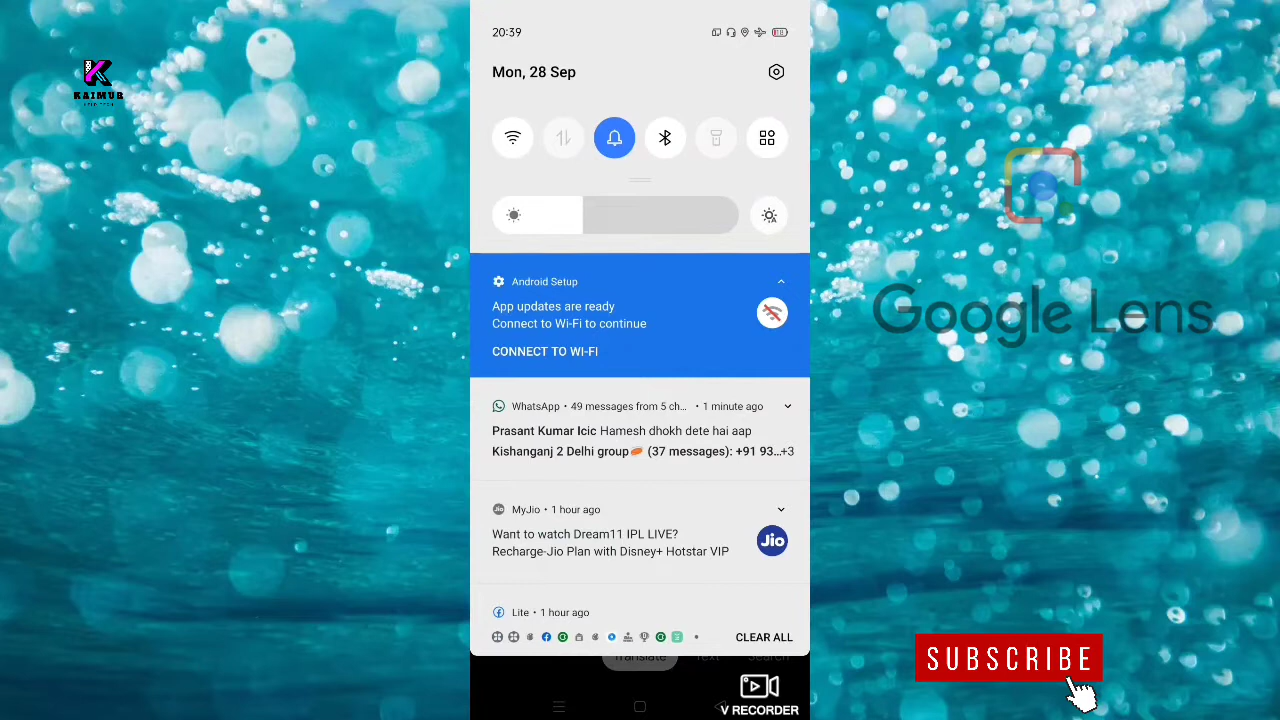 20:39
Mon, 28 Sep
KAIMUR
Google Lens
Android Setup
App updates are ready
Connect to Wi-Fi to continue
CONNECT TO WI-FI
WhatsApp • 49 messages from 5 ch... • 1 minute ago
Prasant Kumar Icic Hamesh dhokh dete hai aap
Kishanganj 2 Delhi group (37 messages): +91 93...+3
MyJio • 1 hour ago
Want to watch Dream11 IPL LIVE?
Recharge-Jio Plan with Disney+ Hotstar VIP
Jio
Lite • 1 hour ago
CLEAR ALL
Translate Text Search
SUBSCRIBE
V RECORDER